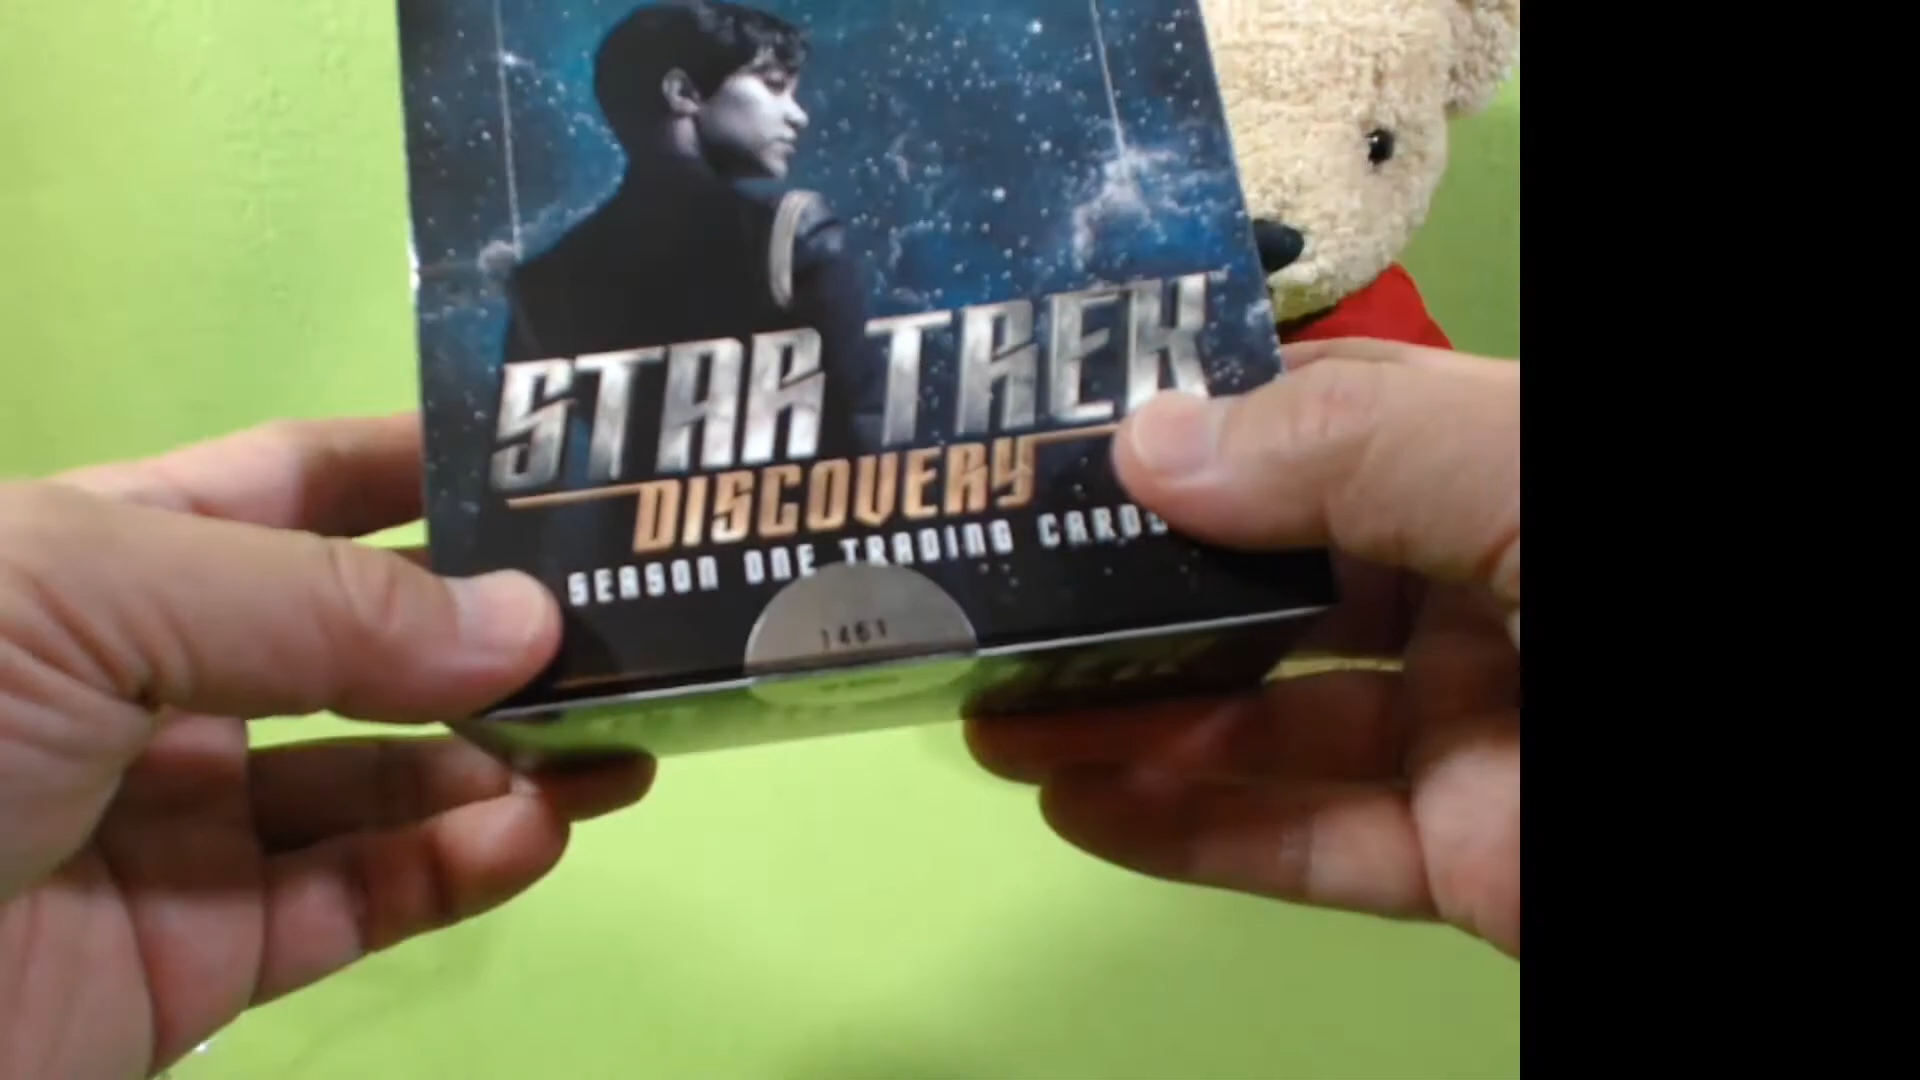 STAR TREK
DISCOVERY
SEASON ONE TRADING CARDS
1461